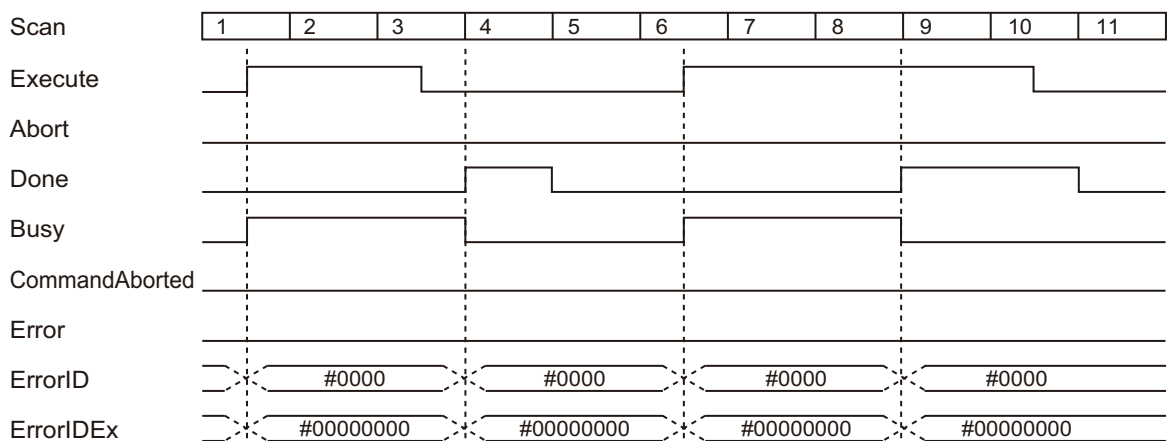 Scan 1 2 3 4 5 6 7 8 9 10 11
Execute
Abort
Done
Busy
CommandAborted
Error
ErrorID #0000 #0000 #0000 #0000
ErrorIDEx #00000000 #00000000 #00000000 #00000000